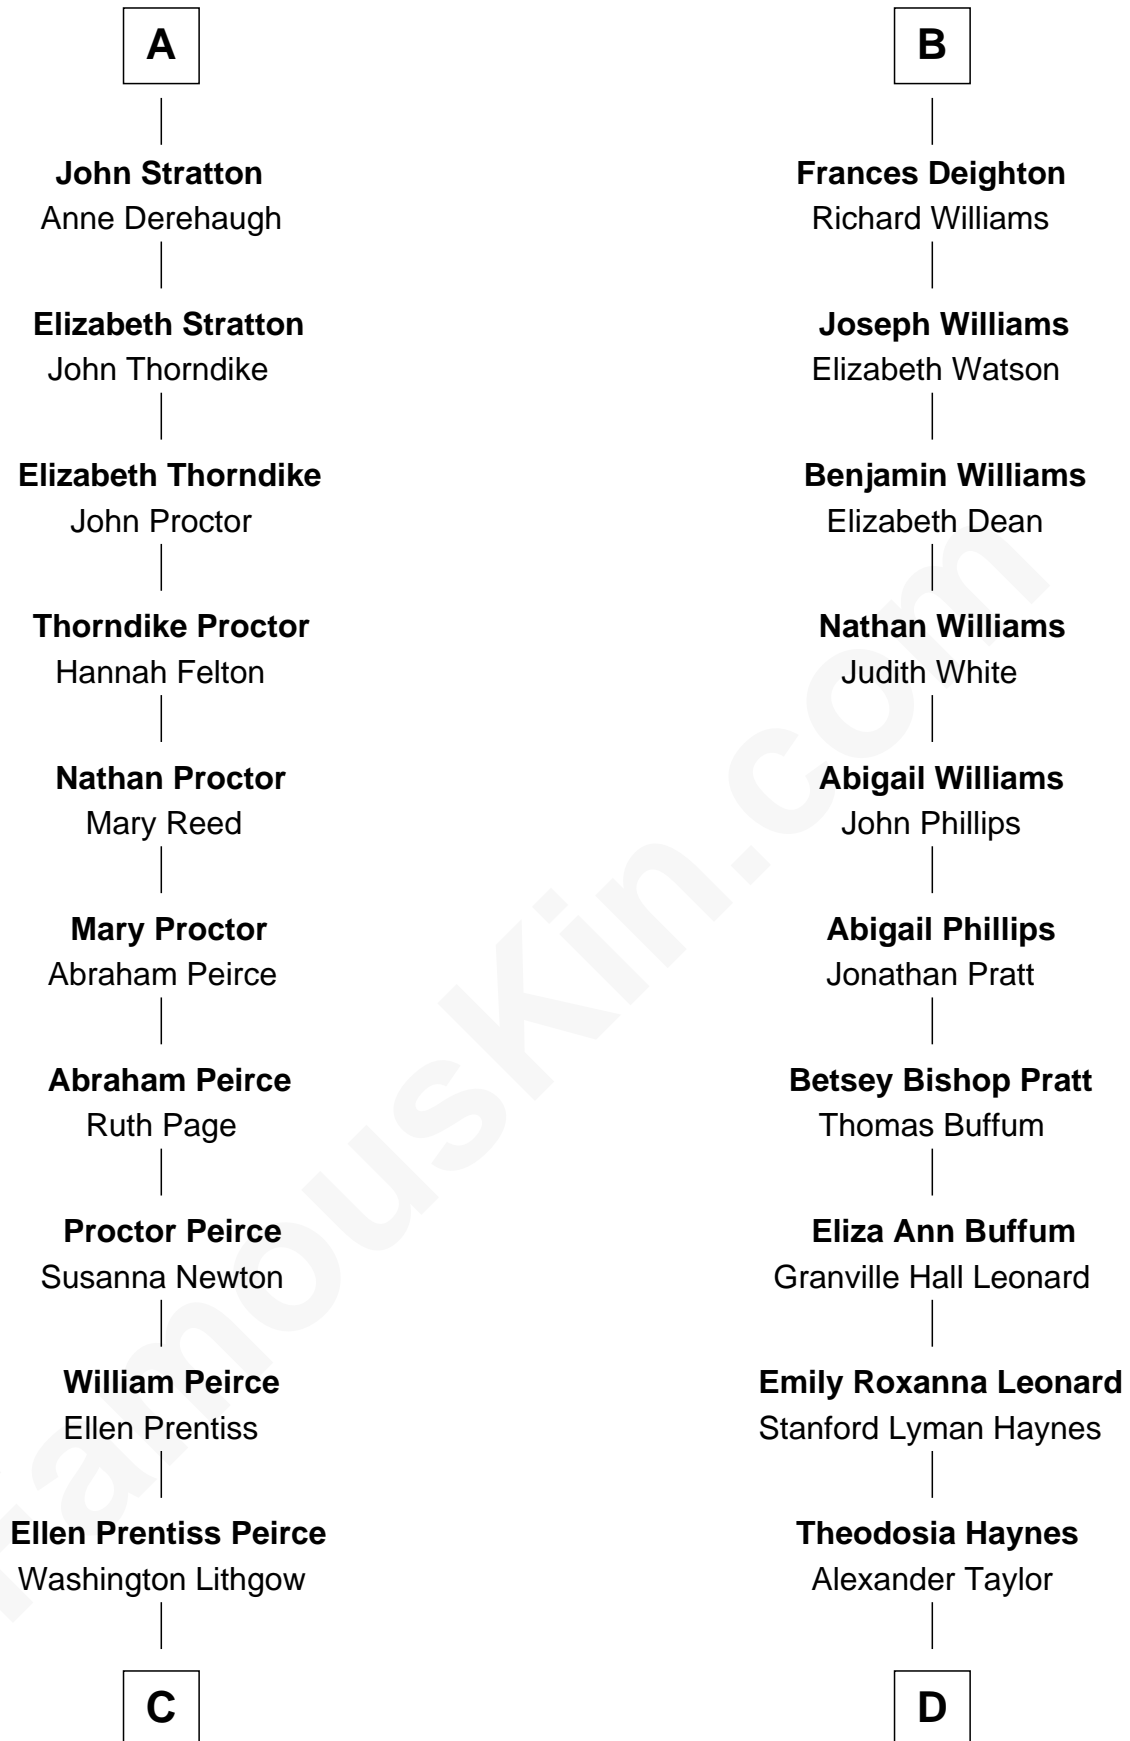 A
John Stratton
Anne Derehaugh
Elizabeth Stratton
John Thorndike
Elizabeth Thorndike
John Proctor
Thorndike Proctor
Hannah Felton
Nathan Proctor
Mary Reed
Mary Proctor
Abraham Peirce
Abraham Peirce
Ruth Page
Proctor Peirce
Susanna Newton
William Peirce
Ellen Prentiss
Ellen Prentiss Peirce
Washington Lithgow
C
B
Frances Deighton
Richard Williams
Joseph Williams
Elizabeth Watson
Benjamin Williams
Elizabeth Dean
Nathan Williams
Judith White
Abigail Williams
John Phillips
Abigail Phillips
Jonathan Pratt
Betsey Bishop Pratt
Thomas Buffum
Eliza Ann Buffum
Granville Hall Leonard
Emily Roxanna Leonard
Stanford Lyman Haynes
Theodosia Haynes
Alexander Taylor
D
FamousKin.com